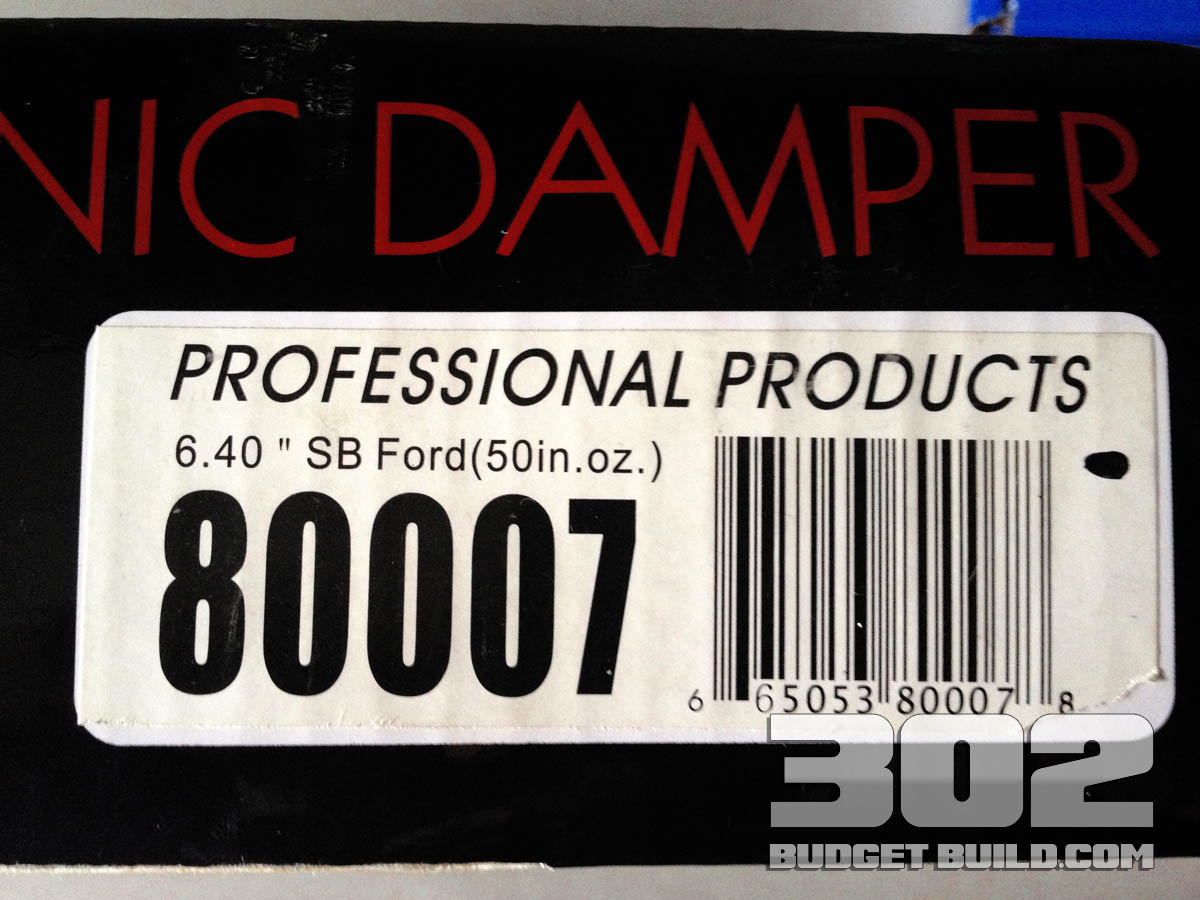 NIC DAMPER
PROFESSIONAL PRODUCTS
6.40 " SB Ford(50in.oz.)
80007
6 65053 80007 8
302
BUDGET BUILD.COM